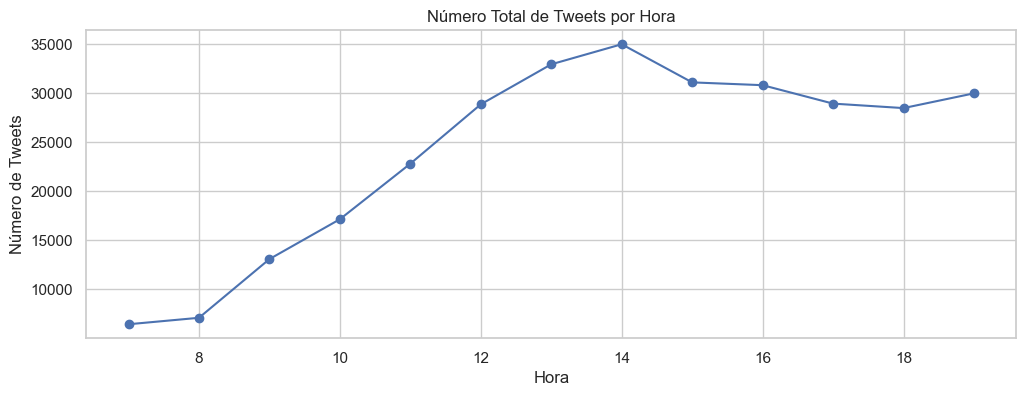 Número Total de Tweets por Hora
Número de Tweets
35000
30000
25000
20000
15000
10000
8 10 12 14 16 18
Hora